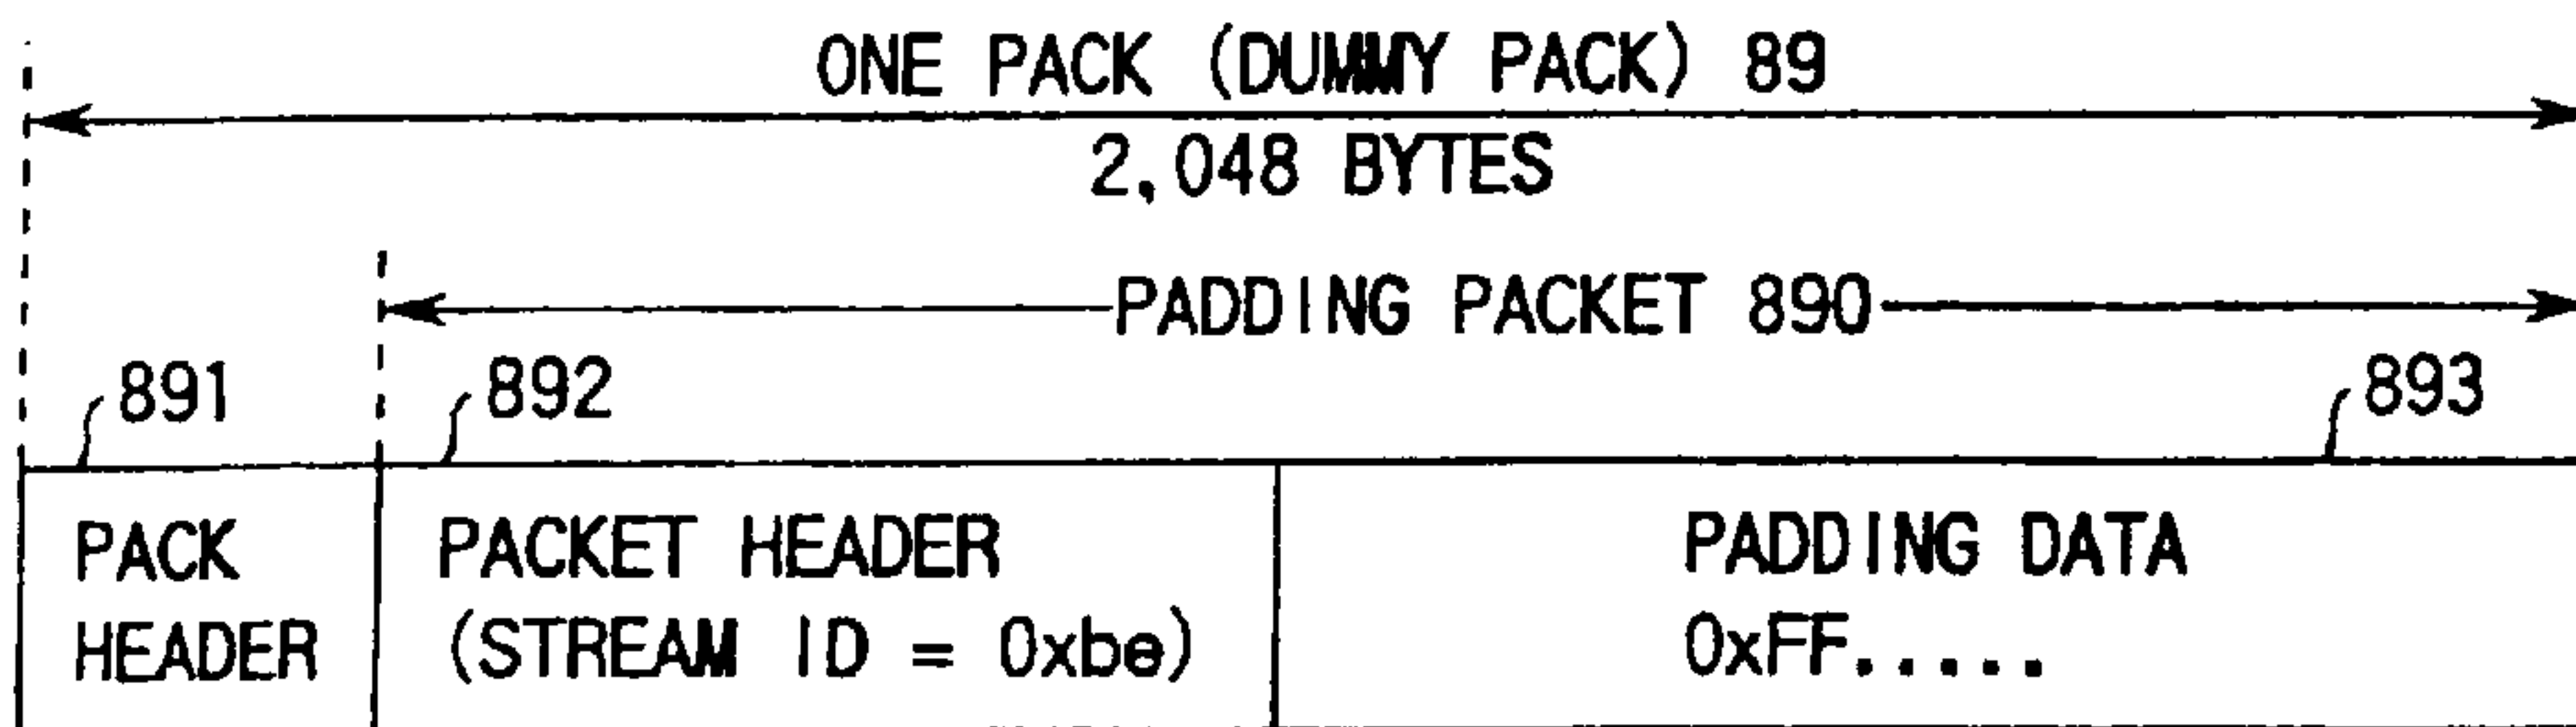 ONE PACK (DUMMY PACK) 89
2,048 BYTES
PADDING PACKET 890
891
892
893
PACK
HEADER
PACKET HEADER
(STREAM ID = 0xbe)
PADDING DATA
0xFF.....